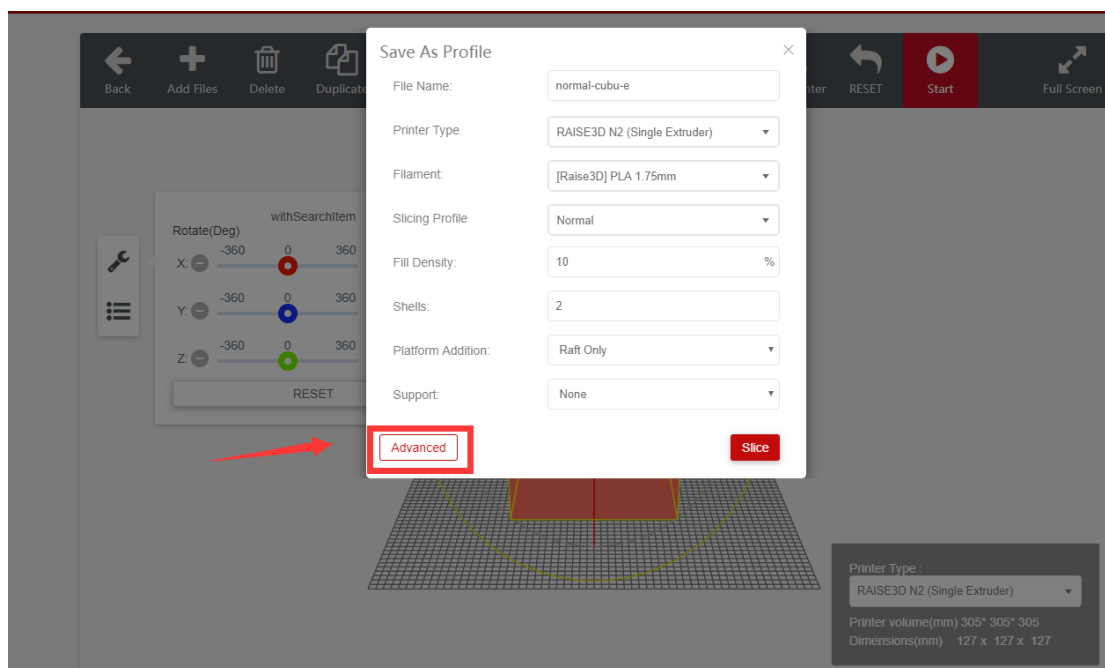 Save As Profile
Back
Add Files
Delete
Duplicate
RESET
Start
Full Screen
File Name:
normal-cubu-e
Printer Type
RAISE3D N2 (Single Extruder)
Filament:
[Raise3D] PLA 1.75mm
Slicing Profile
Normal
Fill Density:
10
%
Shells:
2
Platform Addition:
Raft Only
Support:
None
Advanced
Slice
withSearchItem
Rotate(Deg)
-360 0 360
X:
-360 0 360
Y:
-360 0 360
Z:
RESET
Printer Type :
RAISE3D N2 (Single Extruder)
Printer volume(mm) 305* 305* 305
Dimensions(mm) 127 x 127 x 127